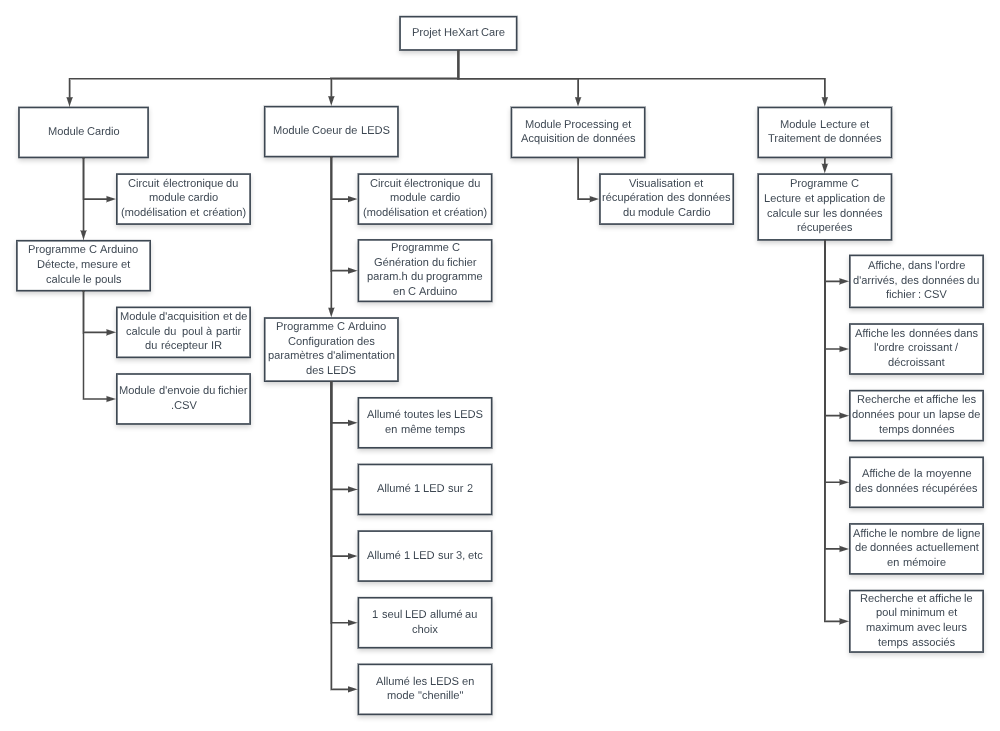 Projet HeXart Care
Module Cardio
Circuit électronique du
module cardio
(modélisation et création)
Programme C Arduino
Détecte, mesure et
calcule le pouls
Module d'acquisition et de
calcule du poul à partir
du récepteur IR
Module d'envoie du fichier
.CSV
Module Coeur de LEDS
Circuit électronique du
module cardio
(modélisation et création)
Programme C
Génération du fichier
param.h du programme
en C Arduino
Programme C Arduino
Configuration des
paramètres d'alimentation
des LEDS
Allumé toutes les LEDS
en même temps
Allumé 1 LED sur 2
Allumé 1 LED sur 3, etc
1 seul LED allumé au
choix
Allumé les LEDS en
mode "chenille"
Module Processing et
Acquisition de données
Visualisation et
récupération des données
du module Cardio
Module Lecture et
Traitement de données
Programme C
Lecture et application de
calcule sur les données
récuperées
Affiche, dans l'ordre
d'arrivés, des données du
fichier : CSV
Affiche les données dans
l'ordre croissant /
décroissant
Recherche et affiche les
données pour un lapse de
temps données
Affiche de la moyenne
des données récupérées
Affiche le nombre de ligne
de données actuellement
en mémoire
Recherche et affiche le
poul minimum et
maximum avec leurs
temps associés